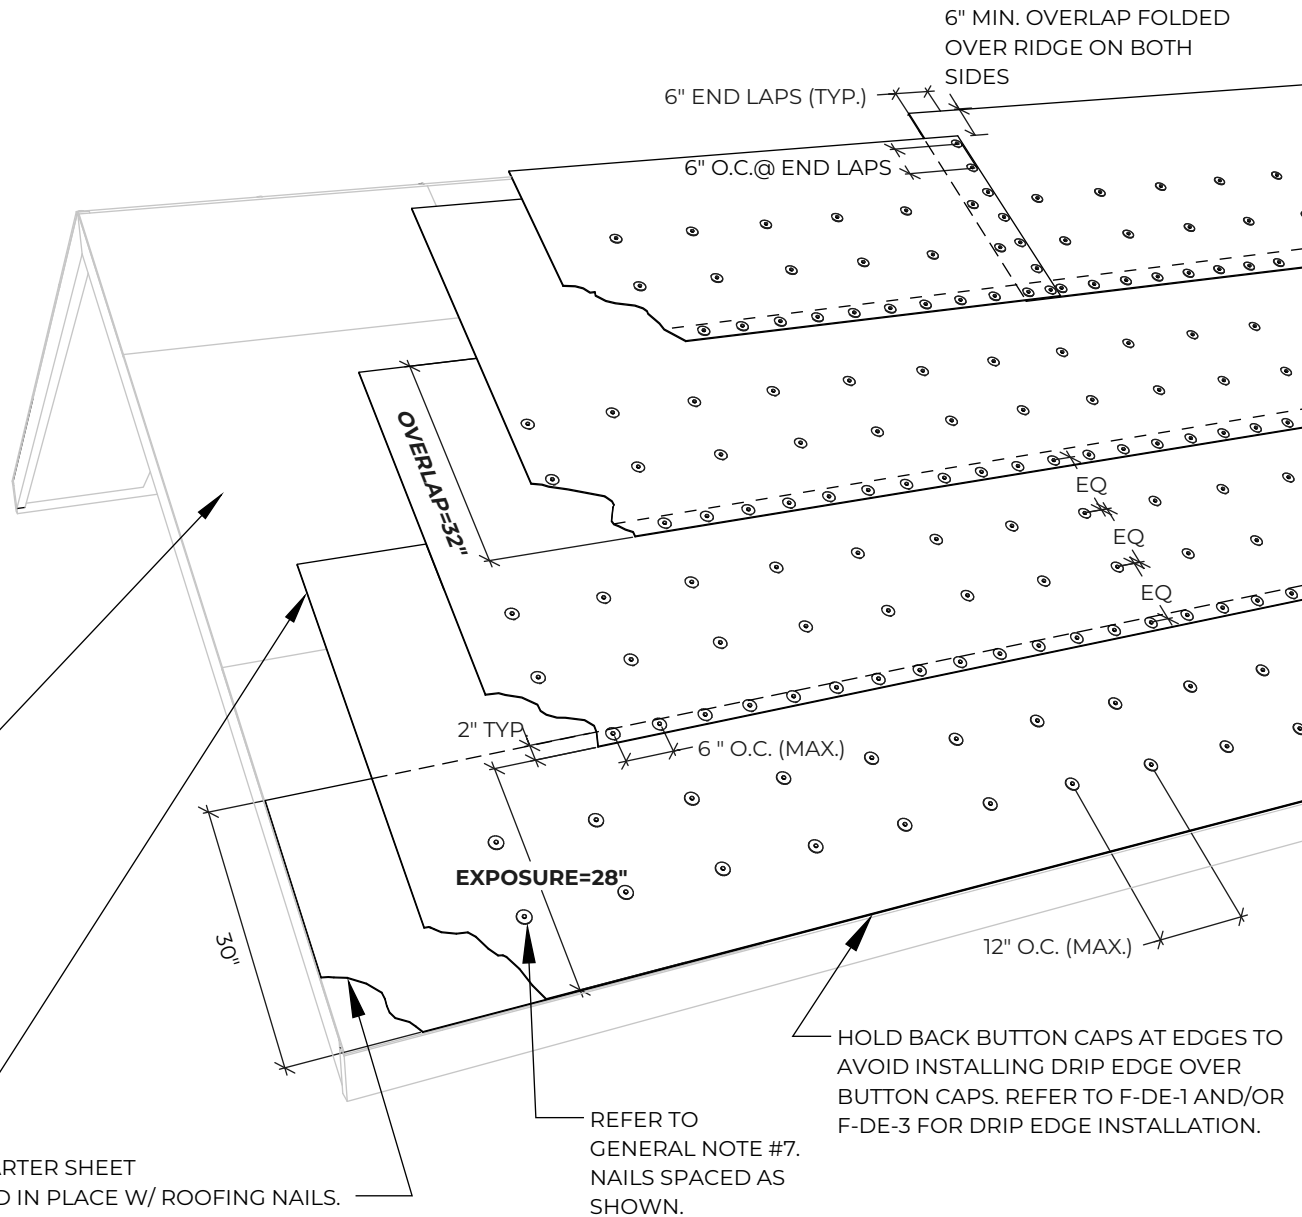 6" MIN. OVERLAP FOLDED
OVER RIDGE ON BOTH
SIDES
6" END LAPS (TYP.)
6" O.C.@ END LAPS
OVERLAP=32"
EQ
EQ
EQ
2" TYP.
6 " O.C. (MAX.)
EXPOSURE=28"
30"
12" O.C. (MAX.)
HOLD BACK BUTTON CAPS AT EDGES TO
AVOID INSTALLING DRIP EDGE OVER
BUTTON CAPS. REFER TO F-DE-1 AND/OR
F-DE-3 FOR DRIP EDGE INSTALLATION.
REFER TO
GENERAL NOTE #7.
NAILS SPACED AS
SHOWN.
SHEET
IN PLACE W/ ROOFING NAILS.